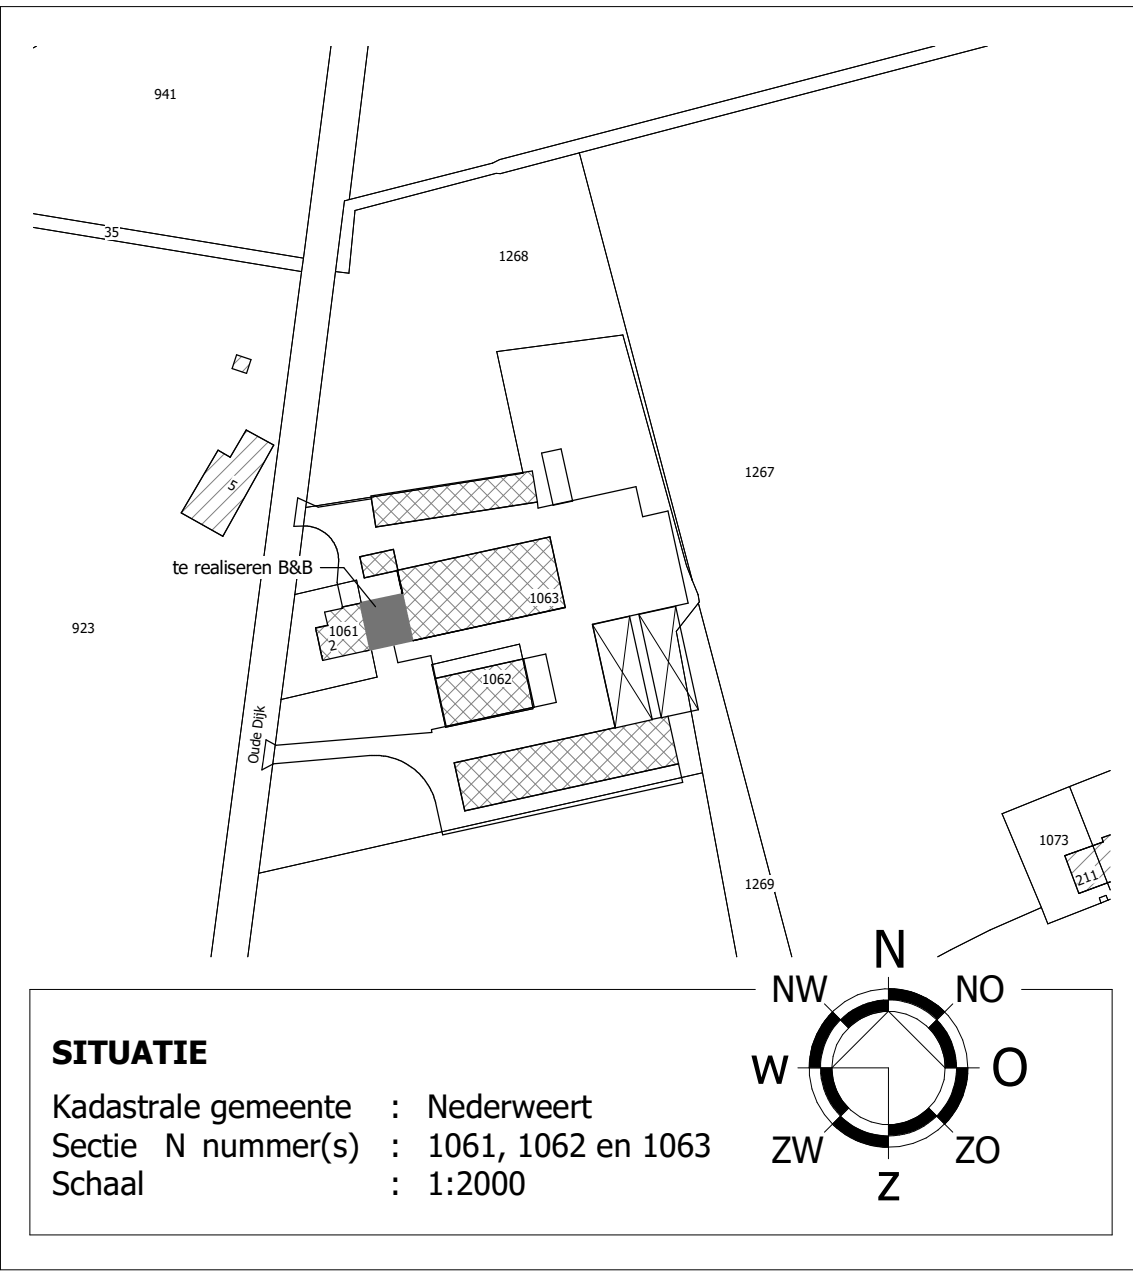 941
35
1268
1267
5
te realiseren B&B
1063
923
1061
2
1062
Oude Dijk
1073
211
1269
N
NW
NO
W
O
ZW
ZO
Z
SITUATIE
Kadastrale gemeente : Nederweert
Sectie N nummer(s) : 1061, 1062 en 1063
Schaal : 1:2000